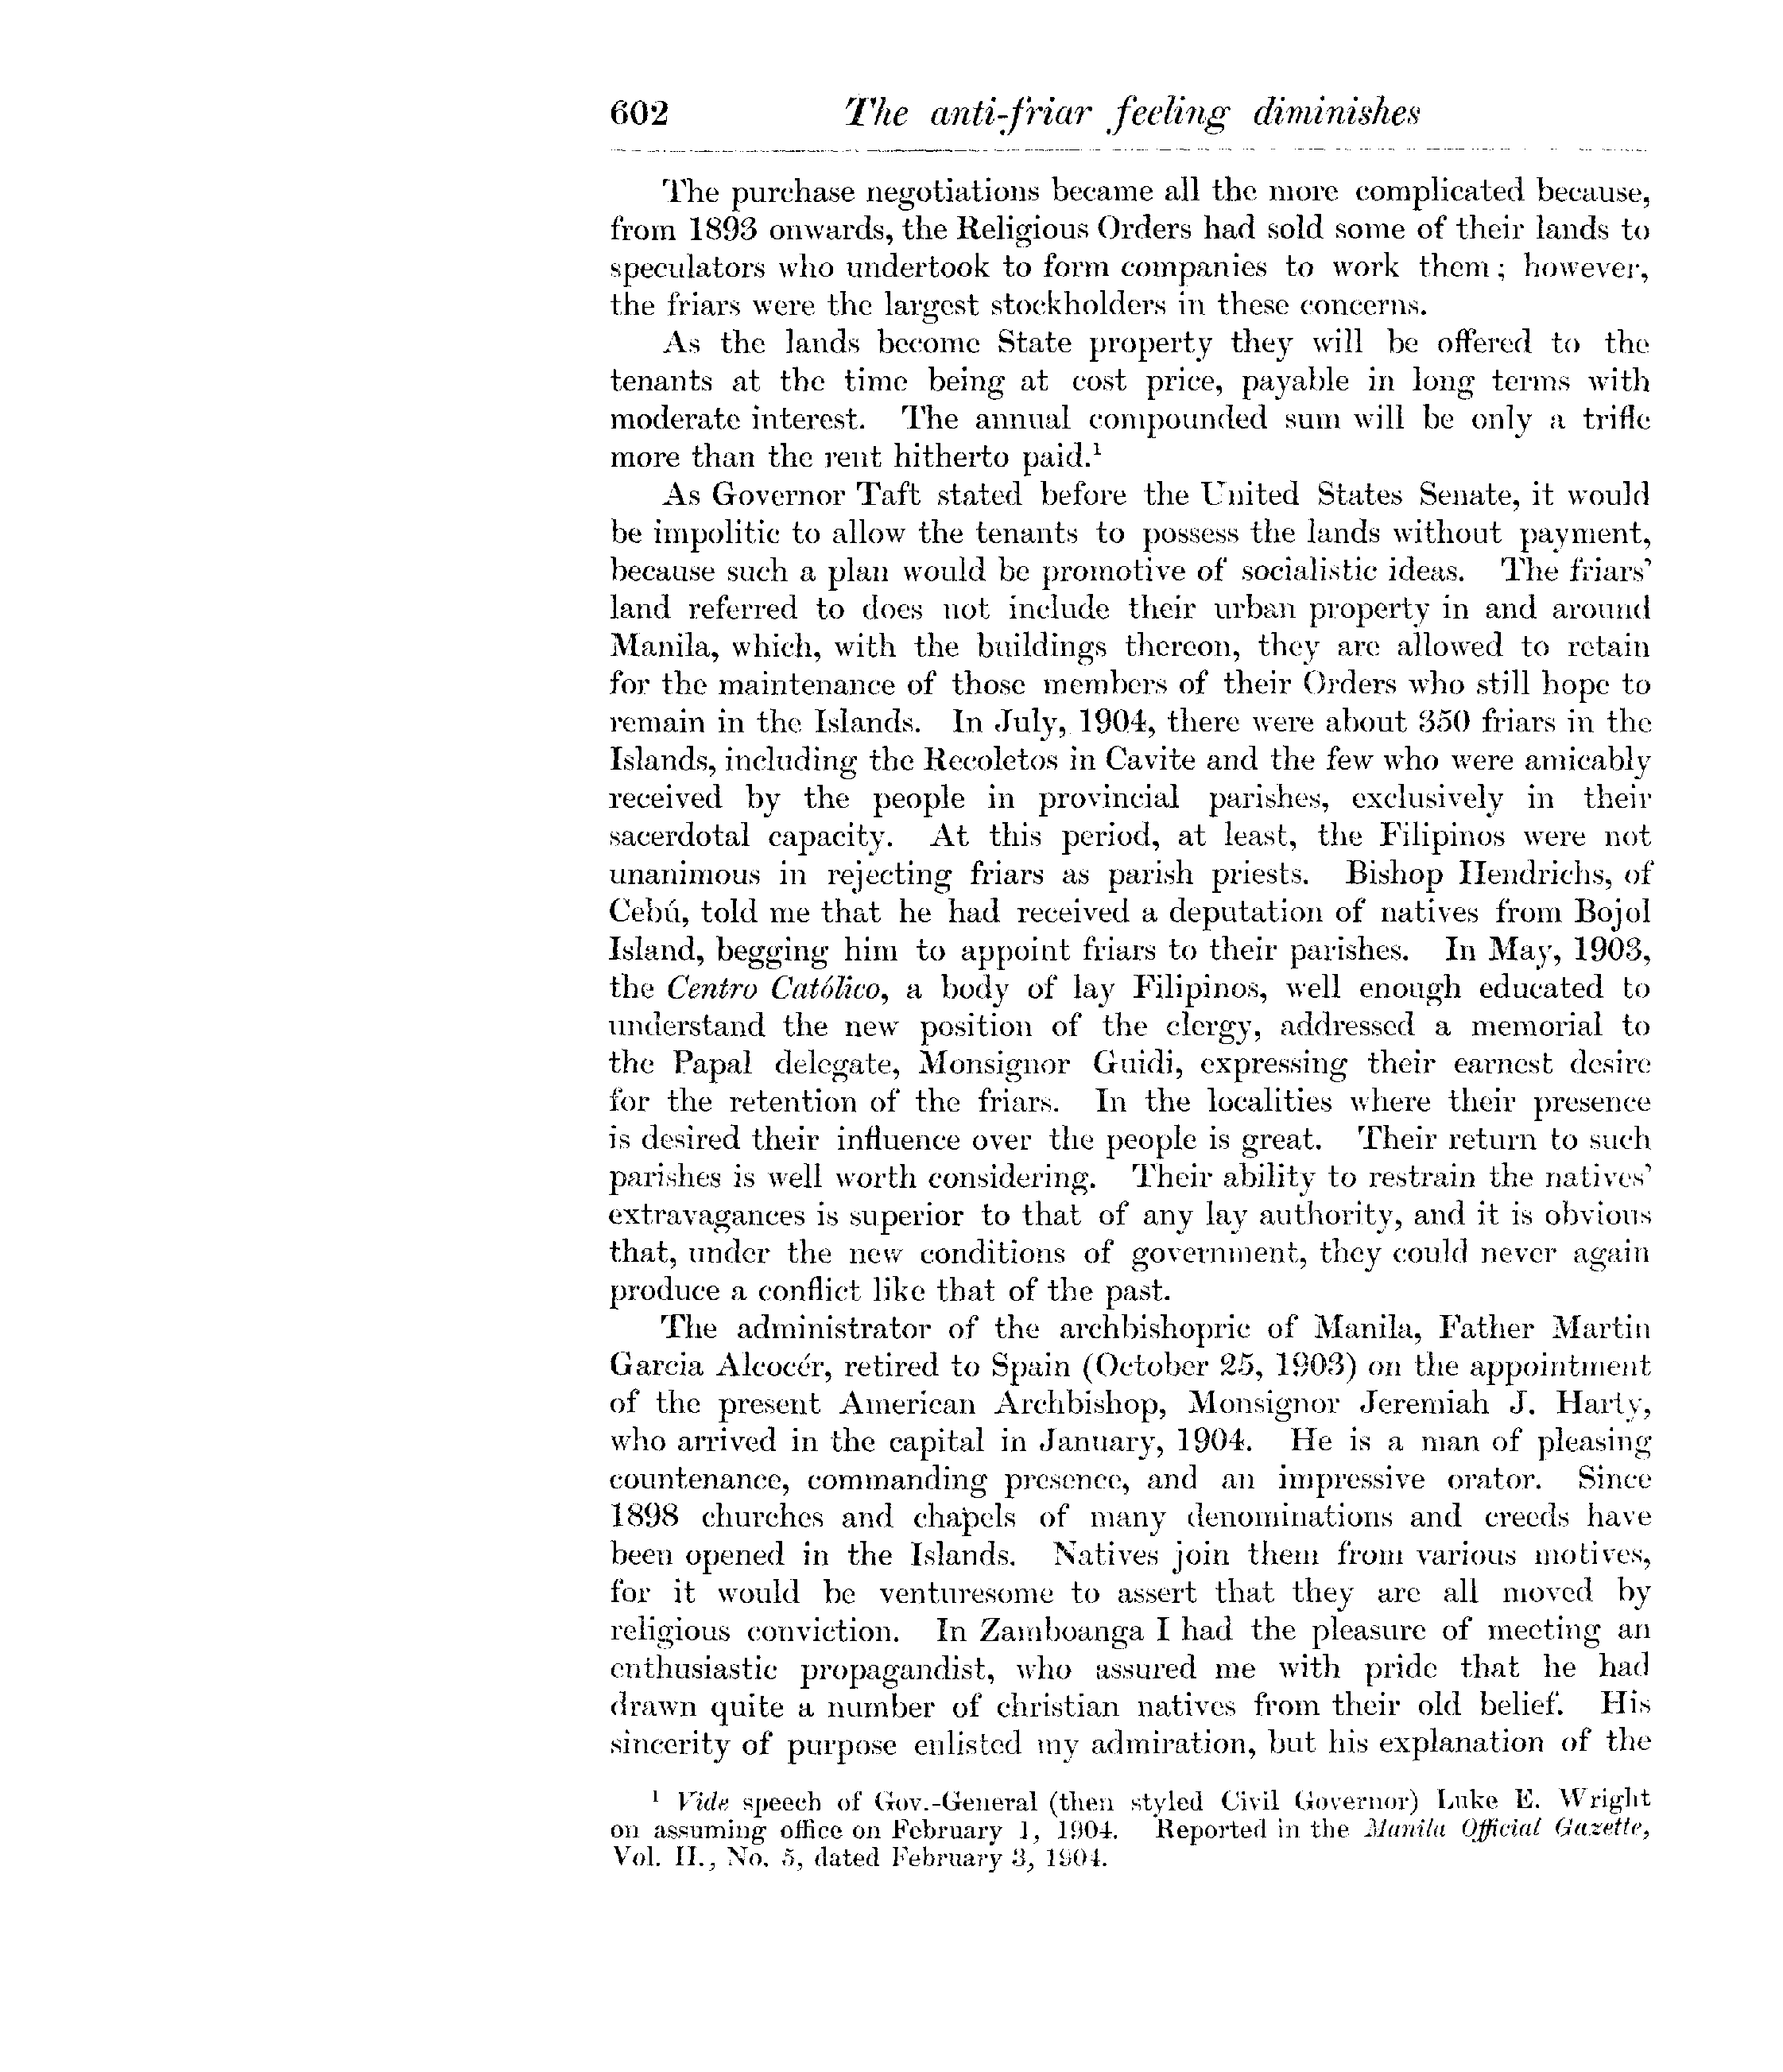 602 The anti-friar feeling diminishes
The purchase negotiations became all the more complicated because,
from 1893 onwards, the Religious Orders had sold some of their lands to
speculators who undertook to form companies to work them; however,
the friars were the largest stockholders in these concerns.
As the lands become State property they will be offered to the
tenants at the time being at cost price, payable in long terms with
moderate interest. The annual compounded sum will be only a trifle
more than the rent hitherto paid.¹
As Governor Taft stated before the United States Senate, it would
be impolitic to allow the tenants to possess the lands without payment,
because such a plan would be promotive of socialistic ideas. The friars'
land referred to does not include their urban property in and around
Manila, which, with the buildings thereon, they are allowed to retain
for the maintenance of those members of their Orders who still hope to
remain in the Islands. In July, 1904, there were about 350 friars in the
Islands, including the Recoletos in Cavite and the few who were amicably
received by the people in provincial parishes, exclusively in their
sacerdotal capacity. At this period, at least, the Filipinos were not
unanimous in rejecting friars as parish priests. Bishop Hendrichs, of
Cebú, told me that he had received a deputation of natives from Bojol
Island, begging him to appoint friars to their parishes. In May, 1903,
the Centro Católico, a body of lay Filipinos, well enough educated to
understand the new position of the clergy, addressed a memorial to
the Papal delegate, Monsignor Guidi, expressing their earnest desire
for the retention of the friars. In the localities where their presence
is desired their influence over the people is great. Their return to such
parishes is well worth considering. Their ability to restrain the natives'
extravagances is superior to that of any lay authority, and it is obvious
that, under the new conditions of government, they could never again
produce a conflict like that of the past.
The administrator of the archbishopric of Manila, Father Martin
Garcia Alcocér, retired to Spain (October 25, 1903) on the appointment
of the present American Archbishop, Monsignor Jeremiah J. Harty,
who arrived in the capital in January, 1904. He is a man of pleasing
countenance, commanding presence, and an impressive orator. Since
1898 churches and chapels of many denominations and creeds have
been opened in the Islands. Natives join them from various motives,
for it would be venturesome to assert that they are all moved by
religious conviction. In Zamboanga I had the pleasure of meeting an
enthusiastic propagandist, who assured me with pride that he had
drawn quite a number of christian natives from their old belief. His
sincerity of purpose enlisted my admiration, but his explanation of the
¹ Vide speech of Gov.-General (then styled Civil Governor) Luke E. Wright
on assuming office on February 1, 1904. Reported in the Manila Official Gazette,
Vol. II., No. 5, dated February 3, 1904.